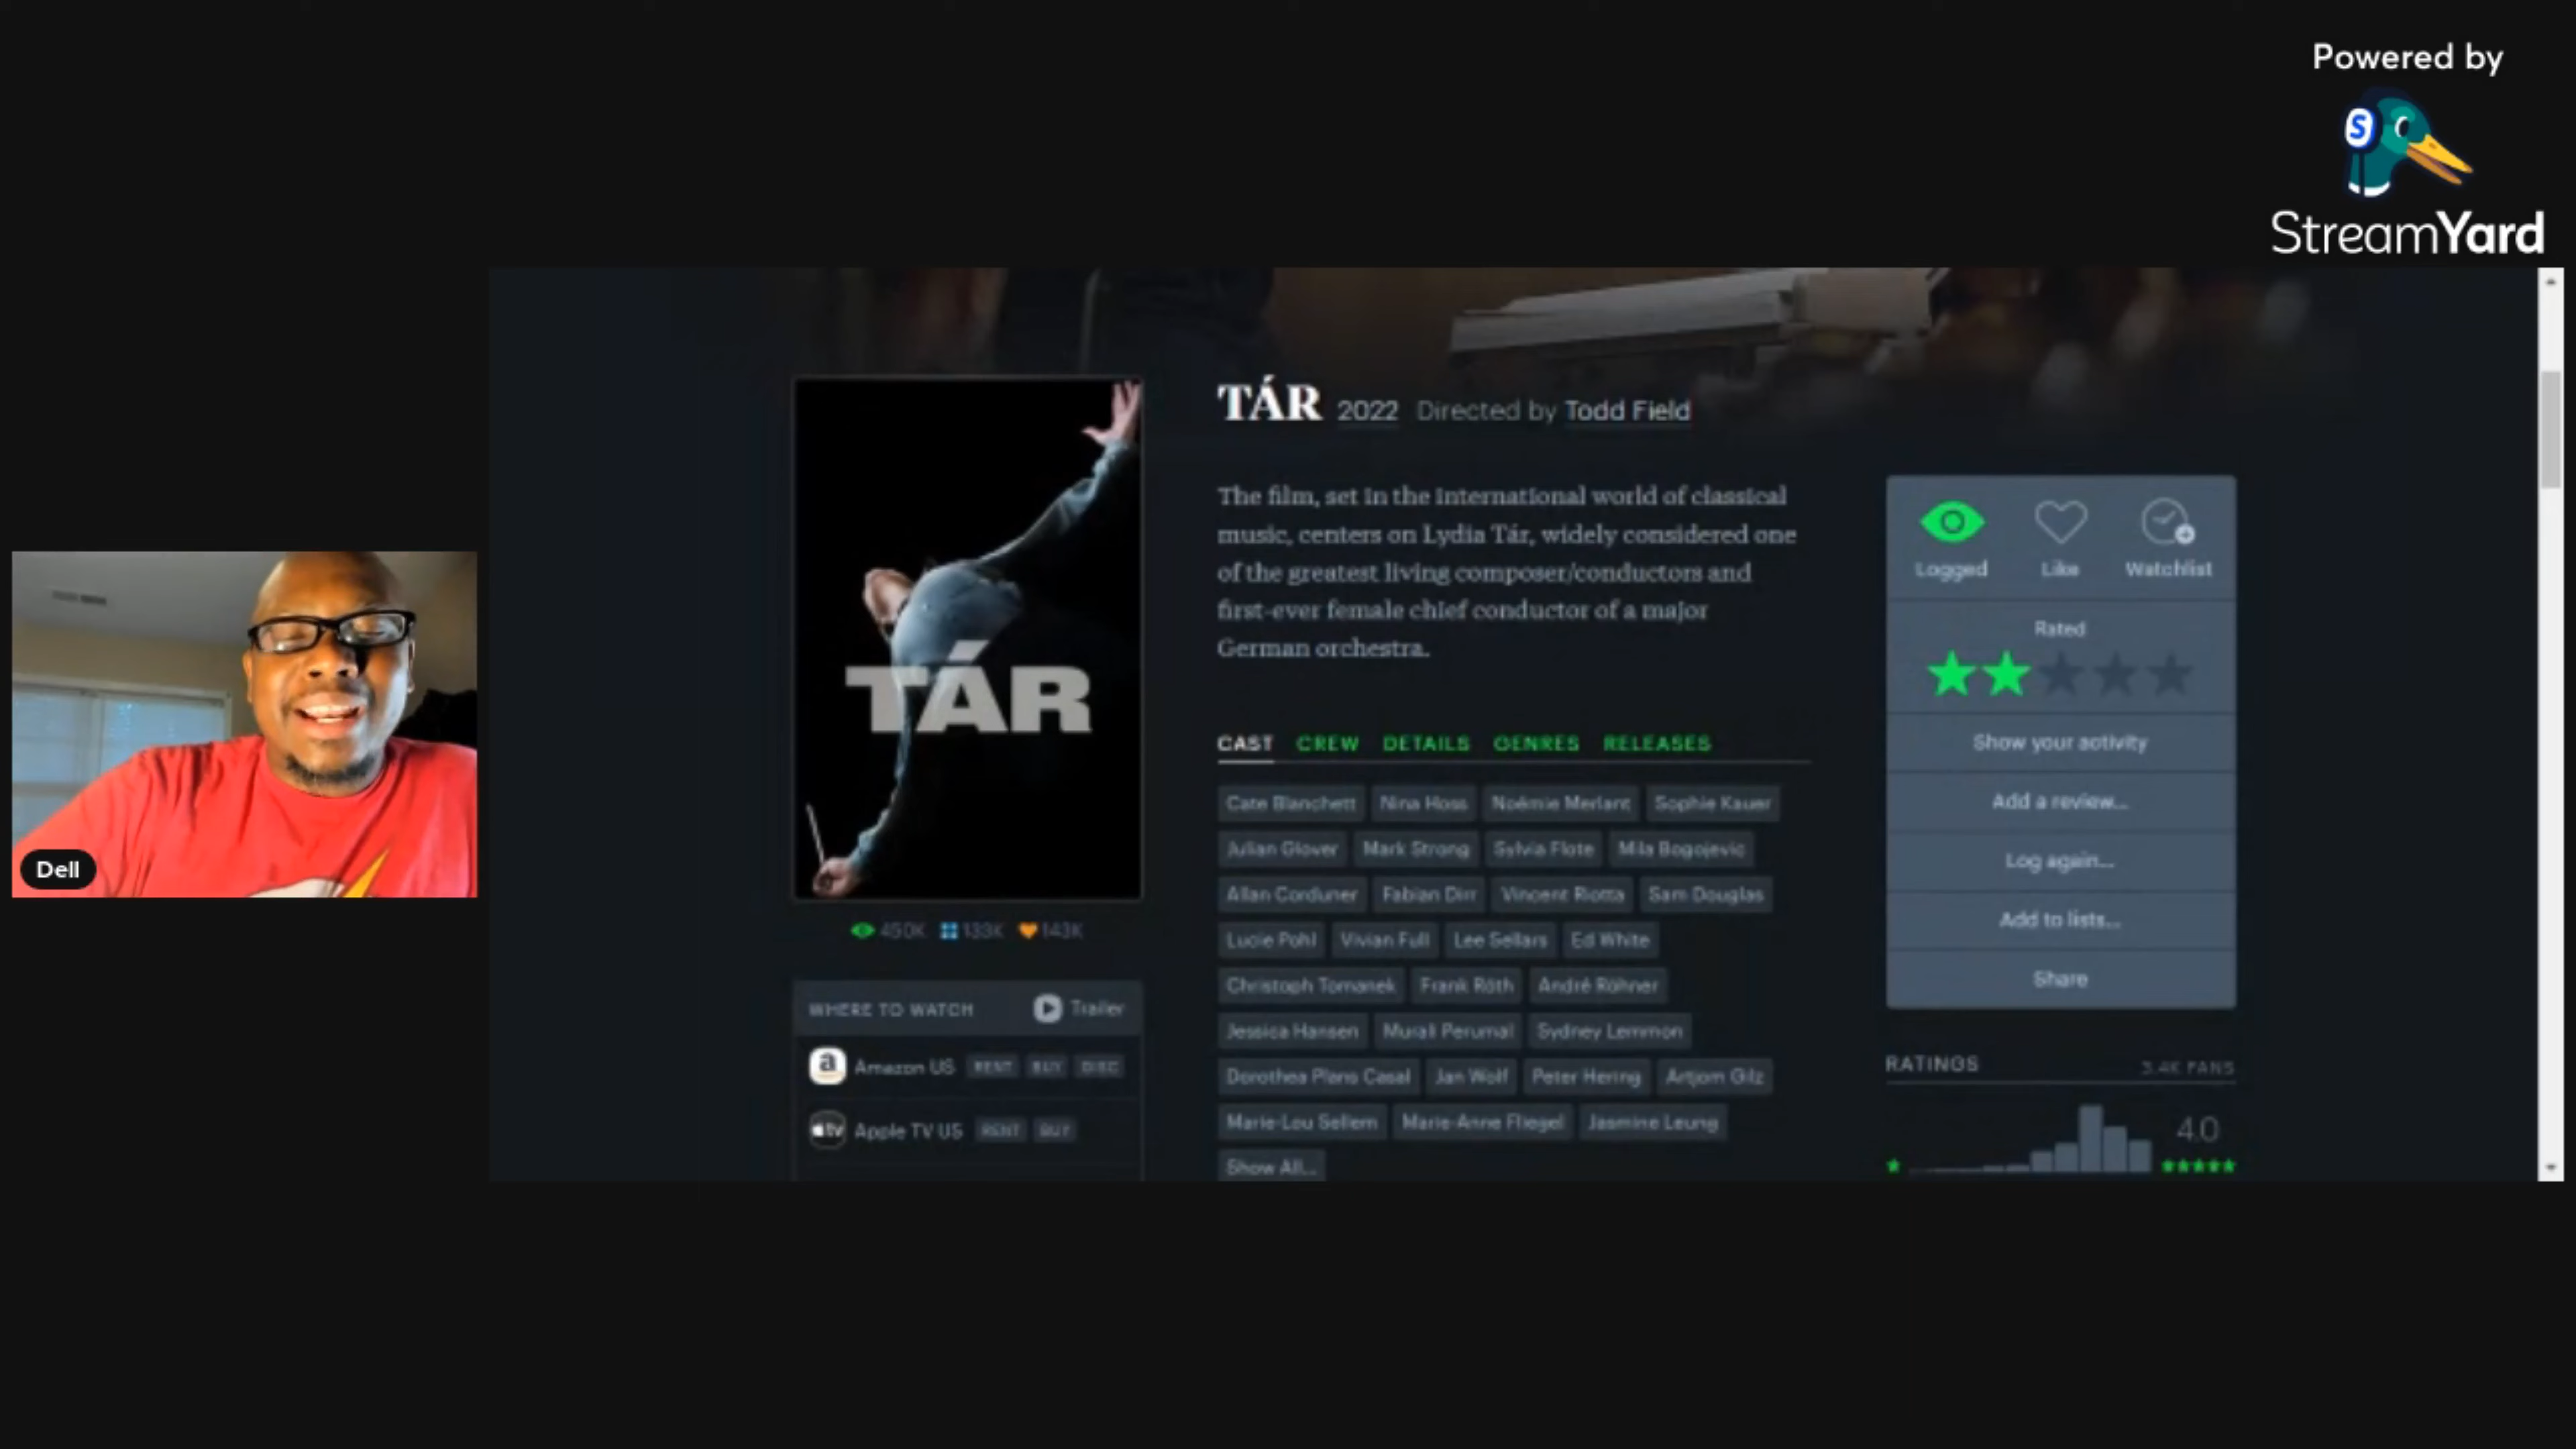 Powered by
S
StreamYard
Dell
TÁR
TÁR 2022 Directed by Todd Field
The film, set in the international world of classical
music, centers on Lydia Tár, widely considered one
of the greatest living composer/conductors and
first-ever female chief conductor of a major
German orchestra.
CAST CREW DETAILS GENRES RELEASES
Cate Blanchett Nina Hoss Noémie Merlant Sophie Kauer
Julian Glover Mark Strong Sylvia Flote Mila Bogojevic
Allan Corduner Fabian Dirr Vincent Riotta Sam Douglas
Lucie Pohl Vivian Full Lee Sellars Ed White
Christoph Tomanek Frank Röth André Röhner
Jessica Hansen Murali Perumal Sydney Lemmon
Dorothea Plans Casal Jan Wolf Peter Hering Artjom Gilz
Marie-Lou Sellem Marie-Anne Fliegel Jasmine Leung
Show All...
450K 133K 143K
WHERE TO WATCH Trailer
a Amazon US RENT BUY DISC
tv Apple TV US RENT BUY
Logged Like Watchlist
Rated
Show your activity
Add a review...
Log again...
Add to lists...
Share
RATINGS 3.4K FANS
4.0